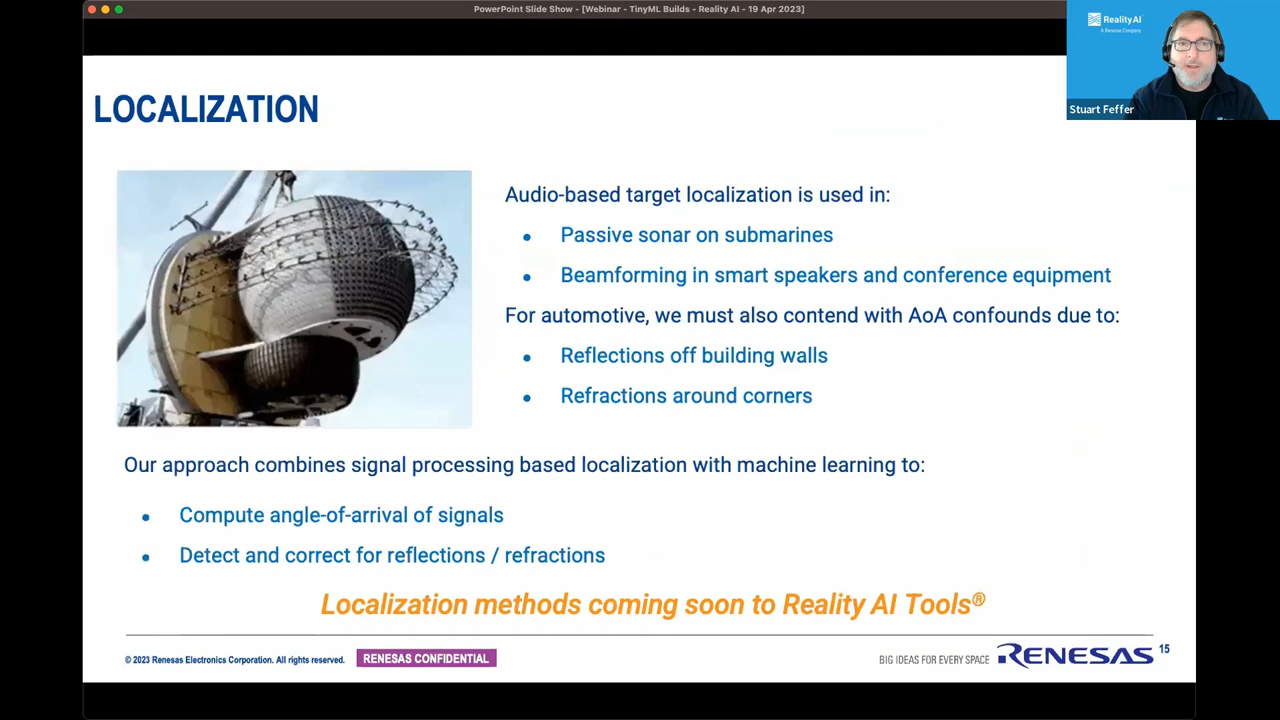 PowerPoint Slide Show - [Webinar - TinyML Builds - Reality AI - 19 Apr 2023]
Reality AI
A Renesas Company
Stuart Feffer
LOCALIZATION
Audio-based target localization is used in:
• Passive sonar on submarines
• Beamforming in smart speakers and conference equipment
For automotive, we must also contend with AoA confounds due to:
• Reflections off building walls
• Refractions around corners
Our approach combines signal processing based localization with machine learning to:
• Compute angle-of-arrival of signals
• Detect and correct for reflections / refractions
Localization methods coming soon to Reality AI Tools®
© 2023 Renesas Electronics Corporation. All rights reserved.
RENESAS CONFIDENTIAL
BIG IDEAS FOR EVERY SPACE
RENESAS
15